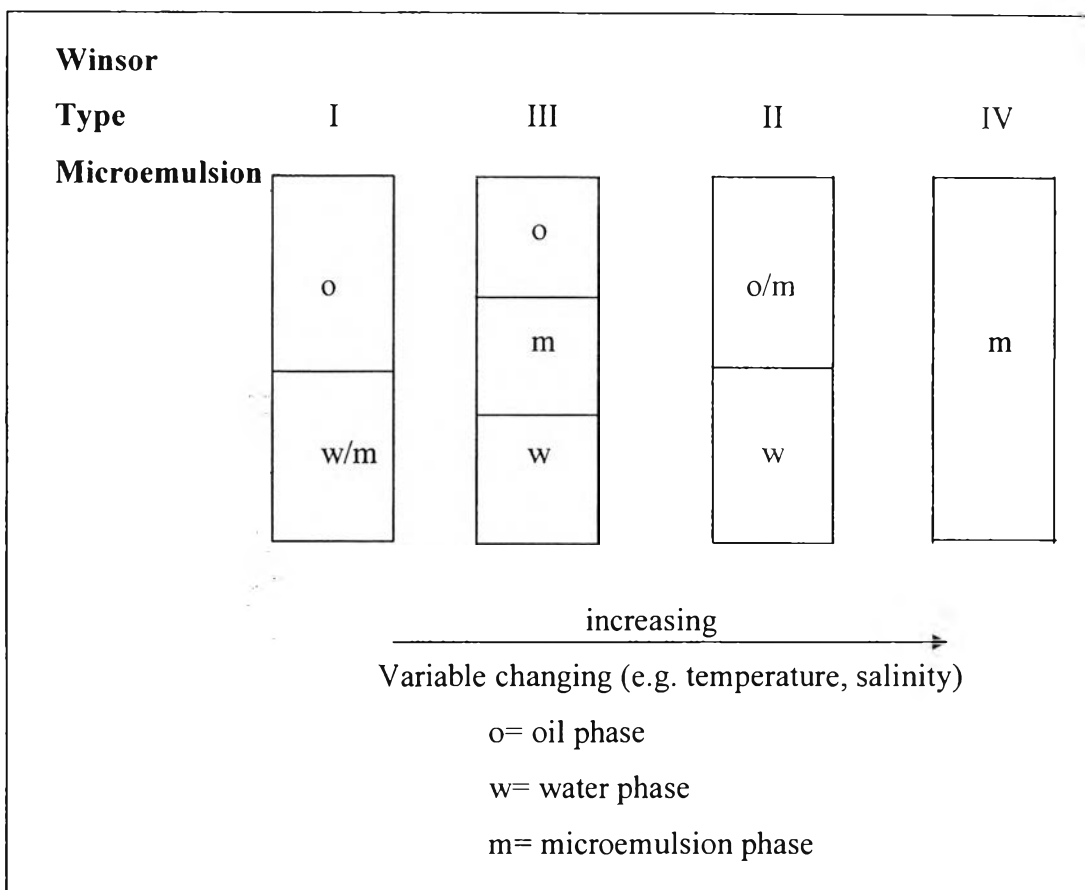 Winsor
Type I III II IV
Microemulsion
o
o
o/m
m
m
w/m
w
w
increasing
Variable changing (e.g. temperature, salinity)
o= oil phase
w= water phase
m= microemulsion phase